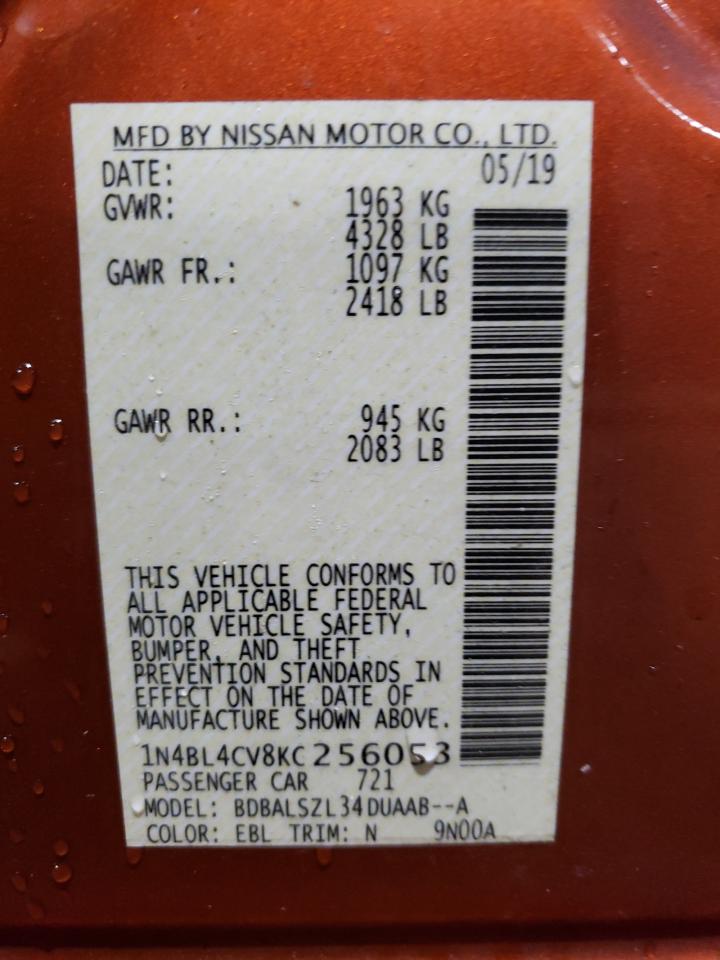 MFD BY NISSAN MOTOR CO., LTD.
DATE: 05/19
GVWR: 1963 KG
4328 LB
GAWR FR.: 1097 KG
2418 LB
GAWR RR.: 945 KG
2083 LB
THIS VEHICLE CONFORMS TO
ALL APPLICABLE FEDERAL
MOTOR VEHICLE SAFETY,
BUMPER, AND THEFT
PREVENTION STANDARDS IN
EFFECT ON THE DATE OF
MANUFACTURE SHOWN ABOVE.
1N4BL4CV8KC256053
PASSENGER CAR 721
MODEL: BDBALSZL34DUAAB--A
COLOR: EBL TRIM: N 9N00A